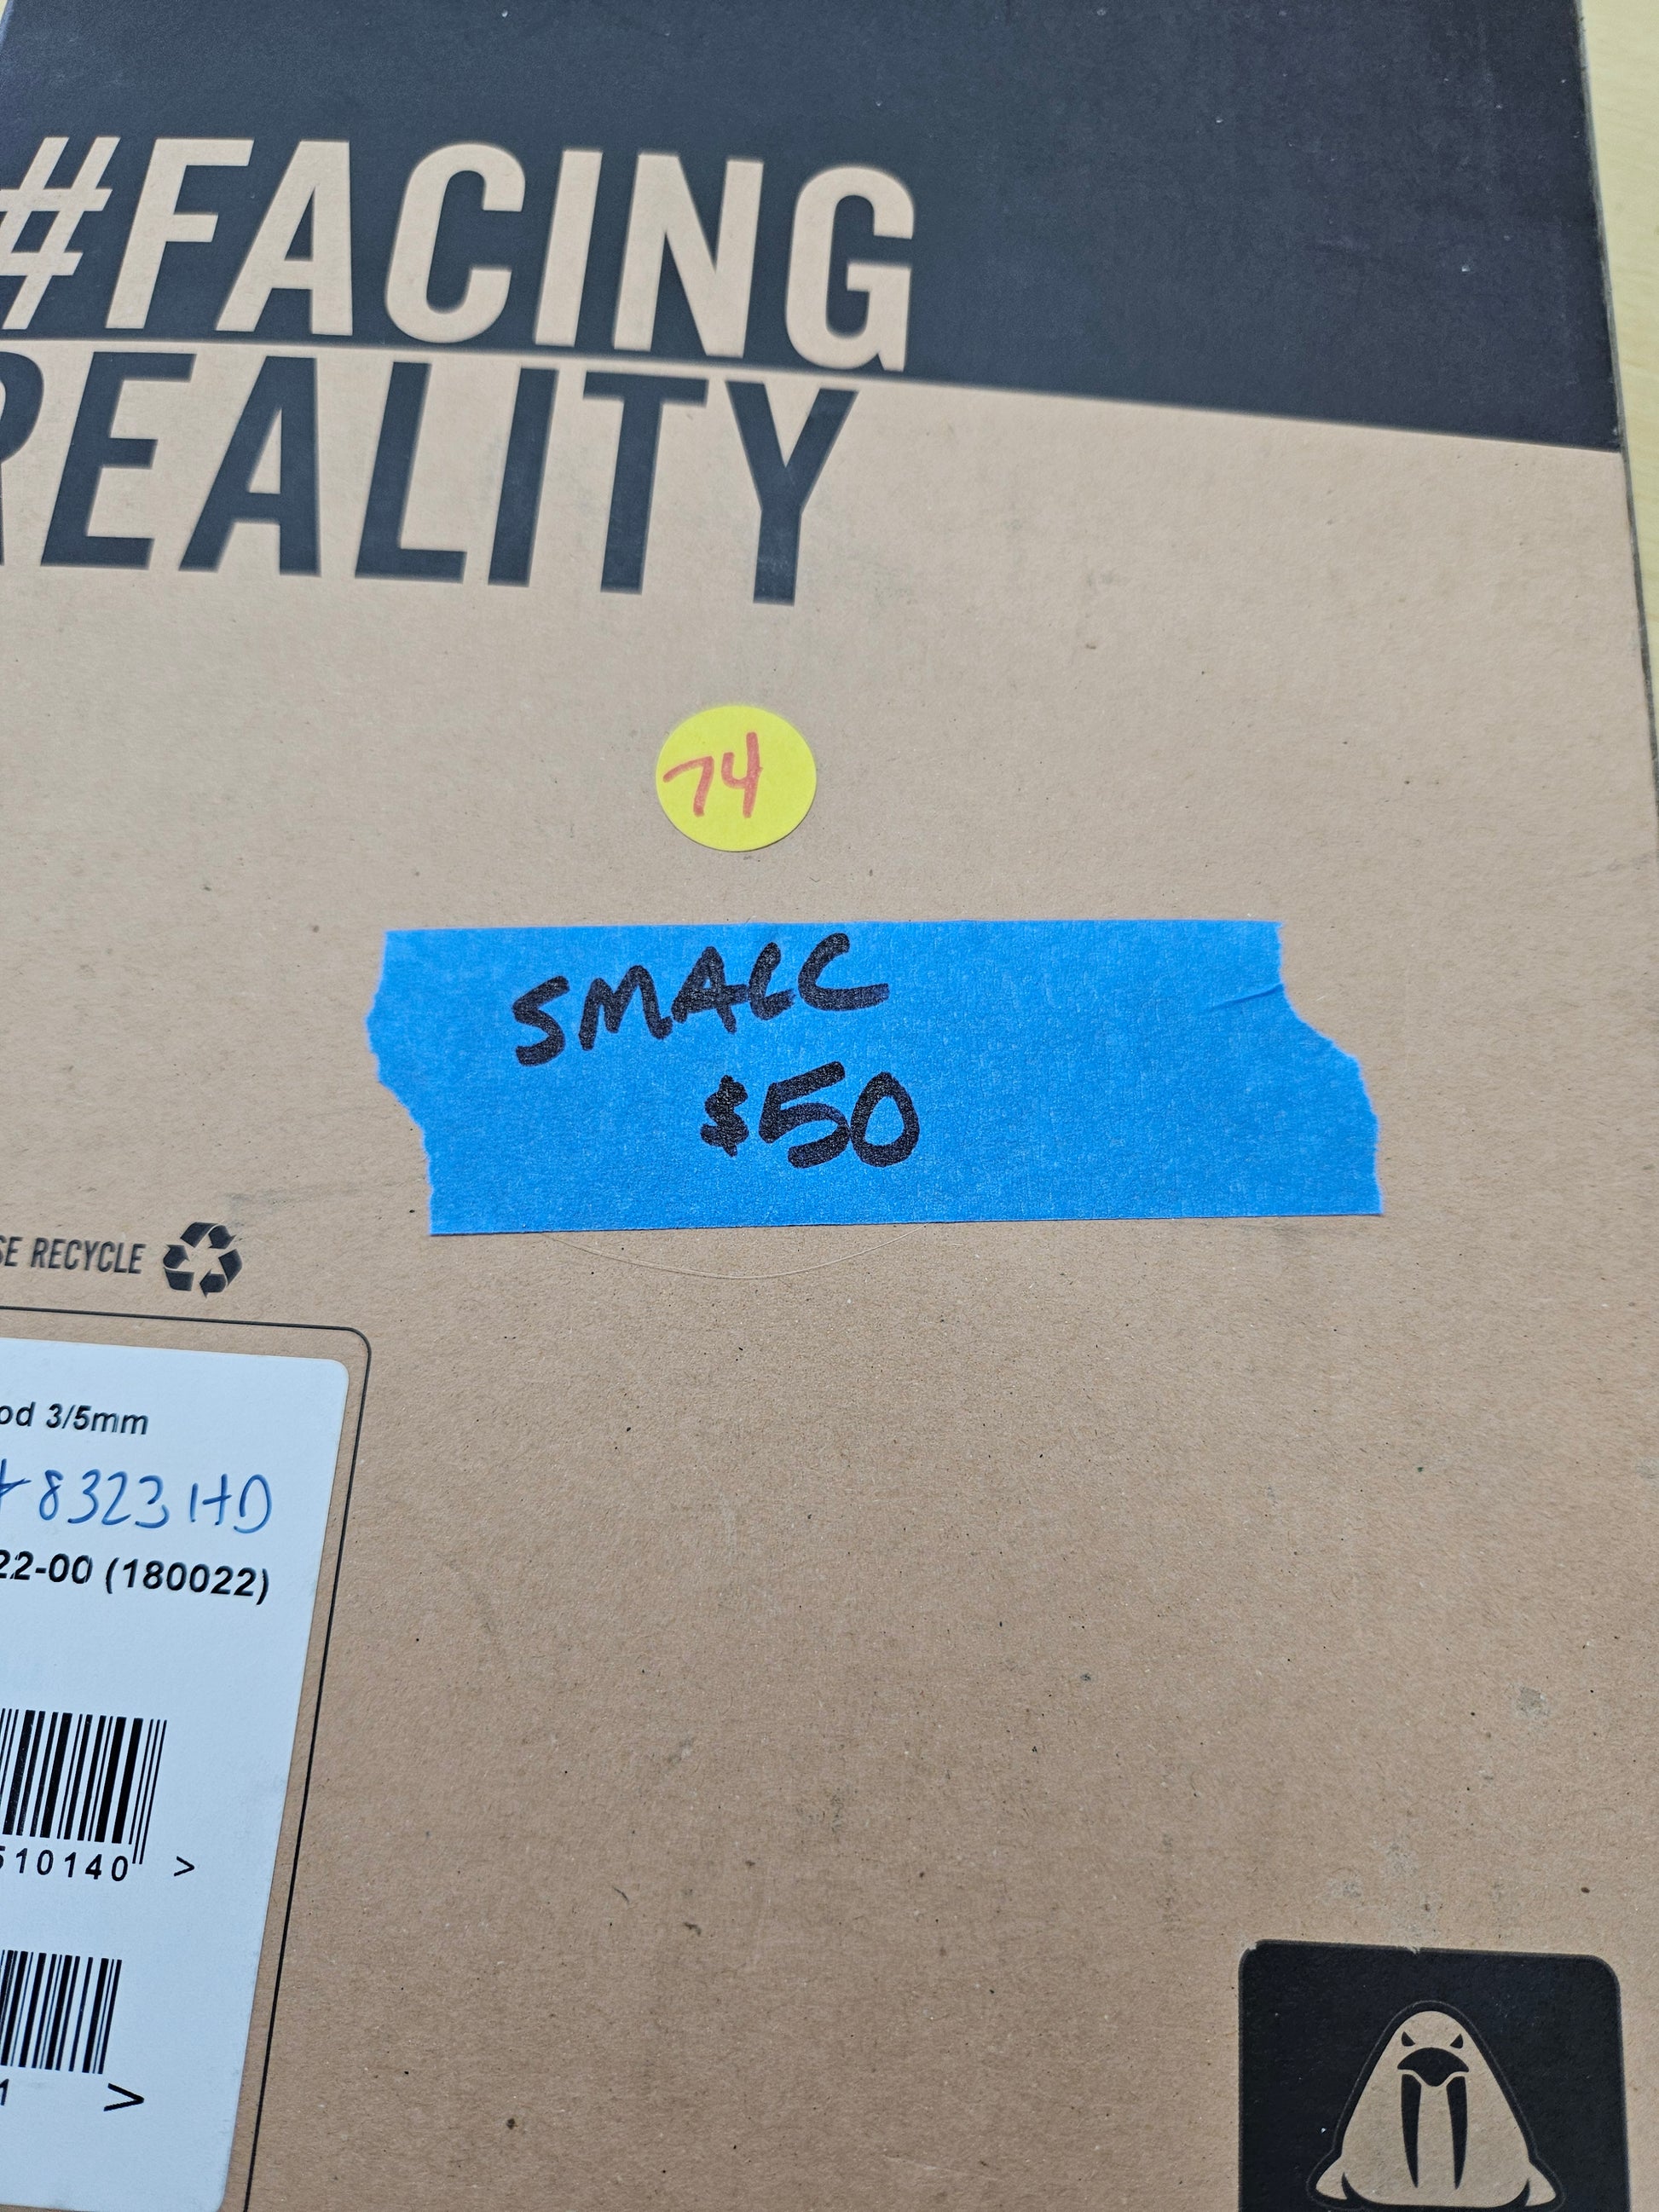 #FACING
REALITY
74
SMALL
$50
SE RECYCLE
od 3/5mm
8323HD
22-00 (180022)
510140 >
1 >